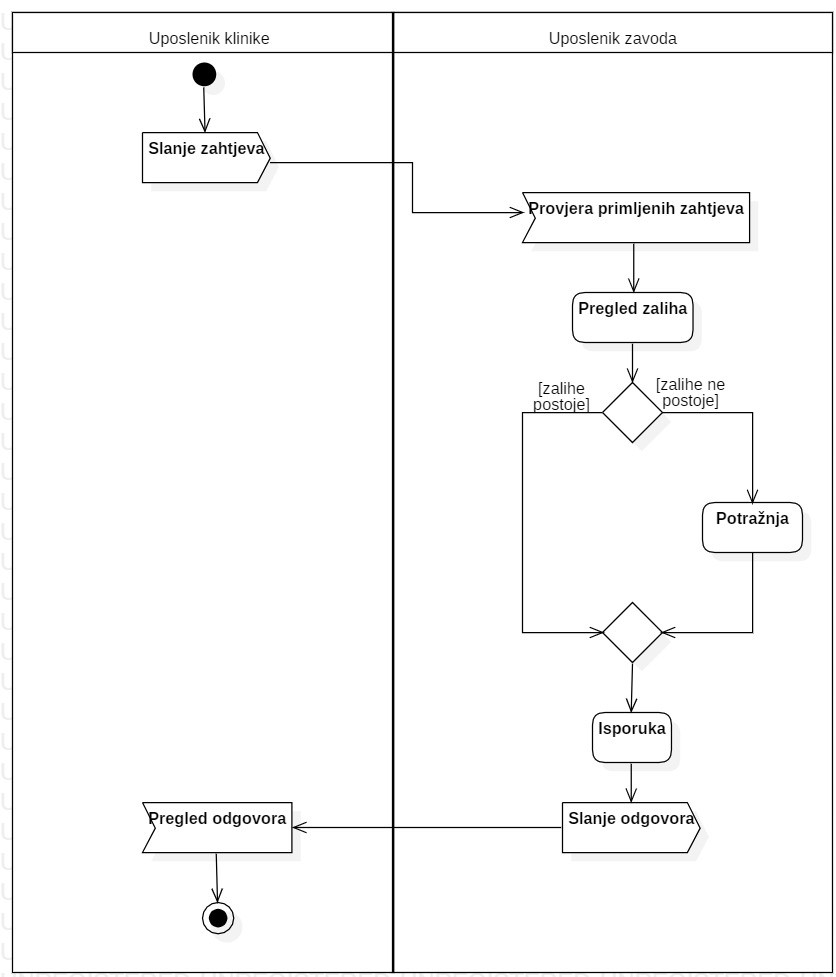 Uposlenik klinike
Uposlenik zavoda
Slanje zahtjeva
Provjera primljenih zahtjeva
Pregled zaliha
[zalihe
postoje]
[zalihe ne
postoje]
Potražnja
Isporuka
Pregled odgovora
Slanje odgovora